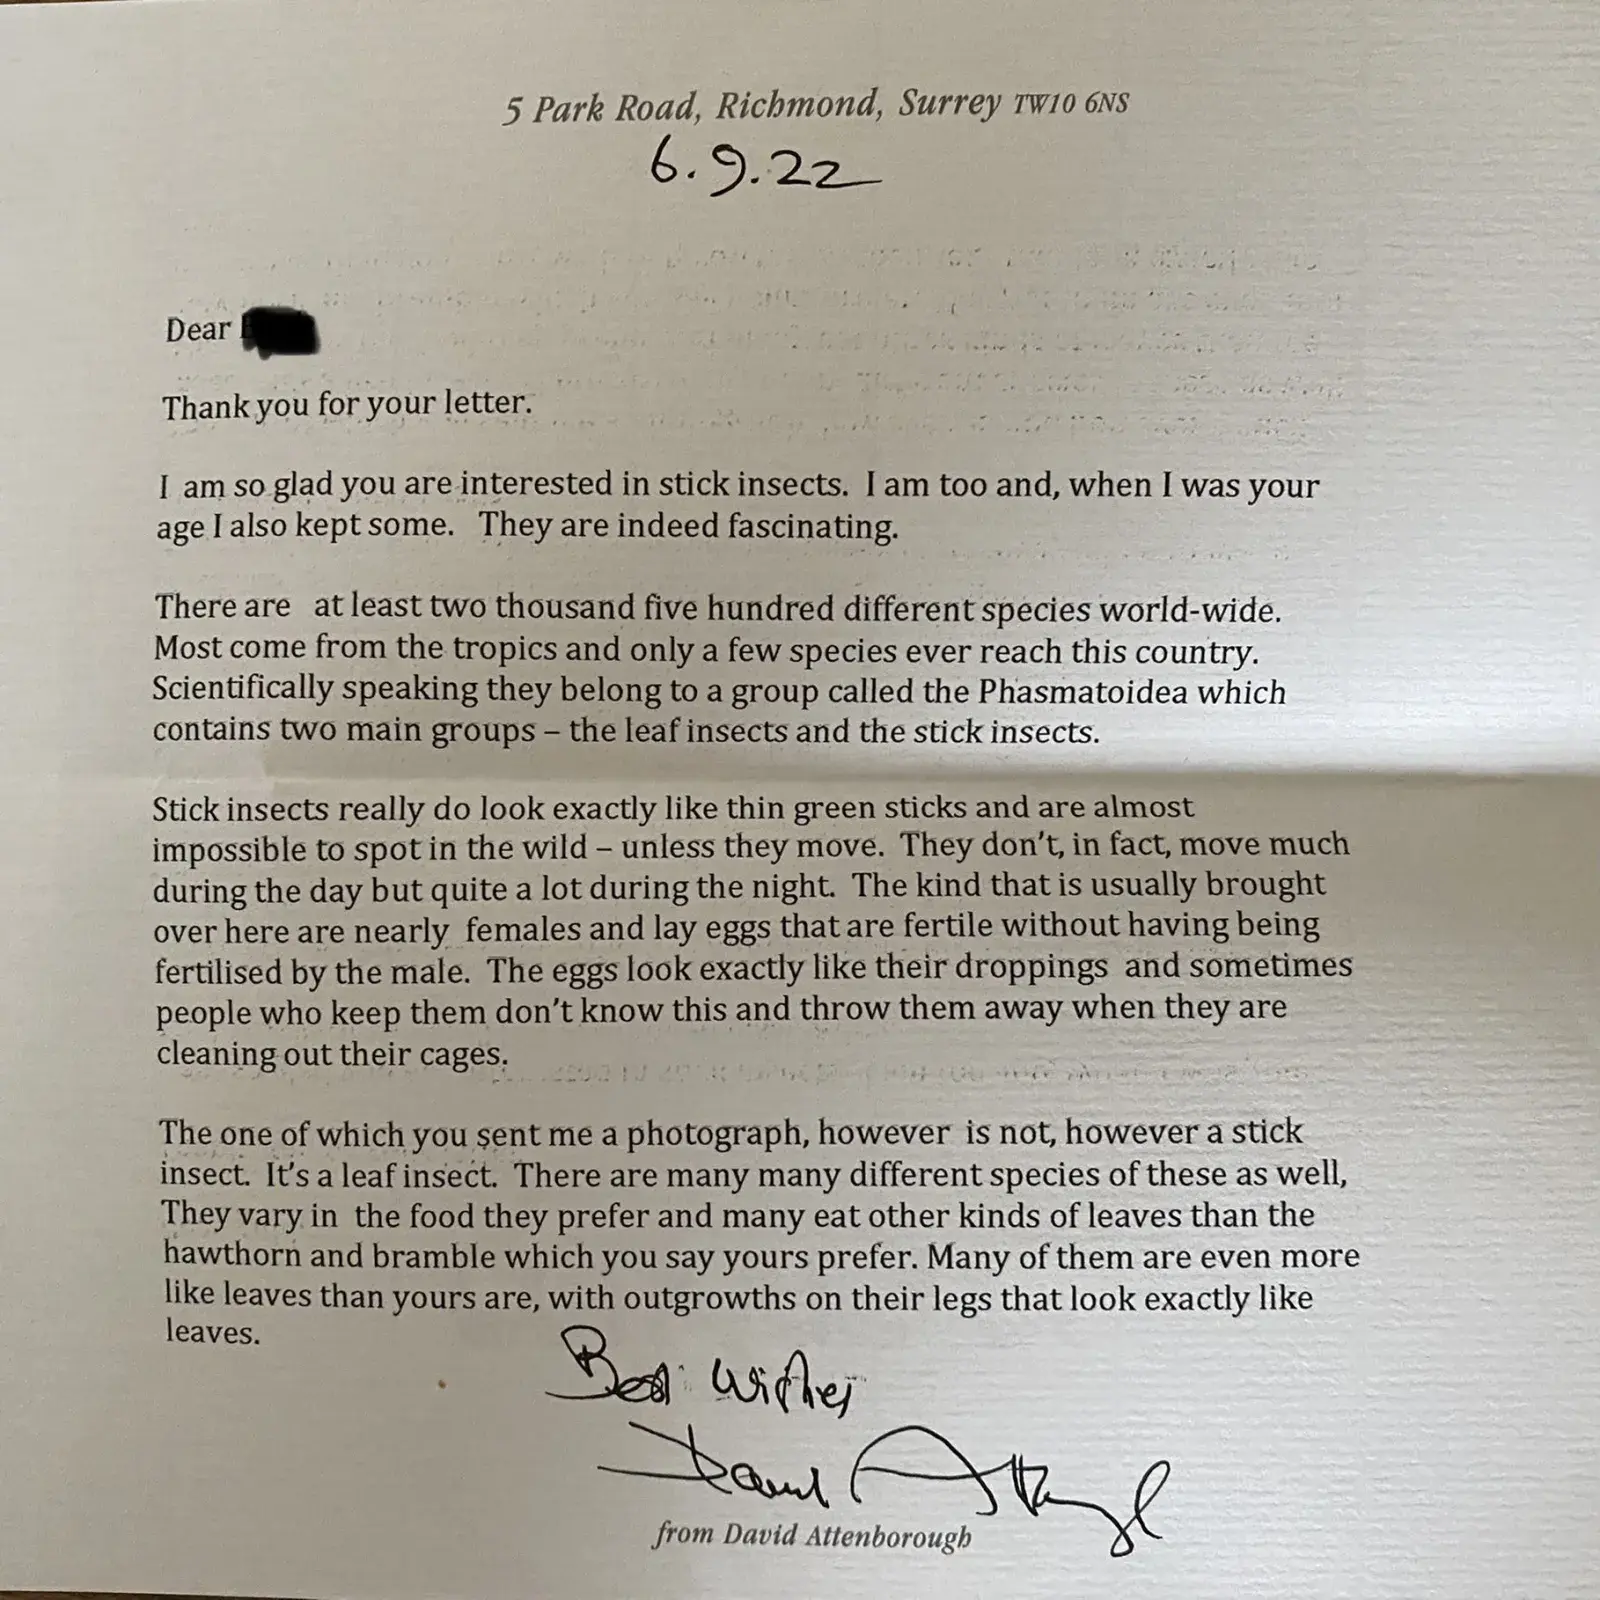 5 Park Road, Richmond, Surrey TW10 6NS
6.9.22
Dear
Thank you for your letter.
I am so glad you are interested in stick insects. I am too and, when I was your
age I also kept some. They are indeed fascinating.
There are at least two thousand five hundred different species world-wide.
Most come from the tropics and only a few species ever reach this country.
Scientifically speaking they belong to a group called the Phasmatoidea which
contains two main groups – the leaf insects and the stick insects.
Stick insects really do look exactly like thin green sticks and are almost
impossible to spot in the wild – unless they move. They don't, in fact, move much
during the day but quite a lot during the night. The kind that is usually brought
over here are nearly females and lay eggs that are fertile without having being
fertilised by the male. The eggs look exactly like their droppings and sometimes
people who keep them don't know this and throw them away when they are
cleaning out their cages.
The one of which you sent me a photograph, however is not, however a stick
insect. It's a leaf insect. There are many many different species of these as well,
They vary in the food they prefer and many eat other kinds of leaves than the
hawthorn and bramble which you say yours prefer. Many of them are even more
like leaves than yours are, with outgrowths on their legs that look exactly like
leaves.
Best wishes
David Attenborough
from David Attenborough